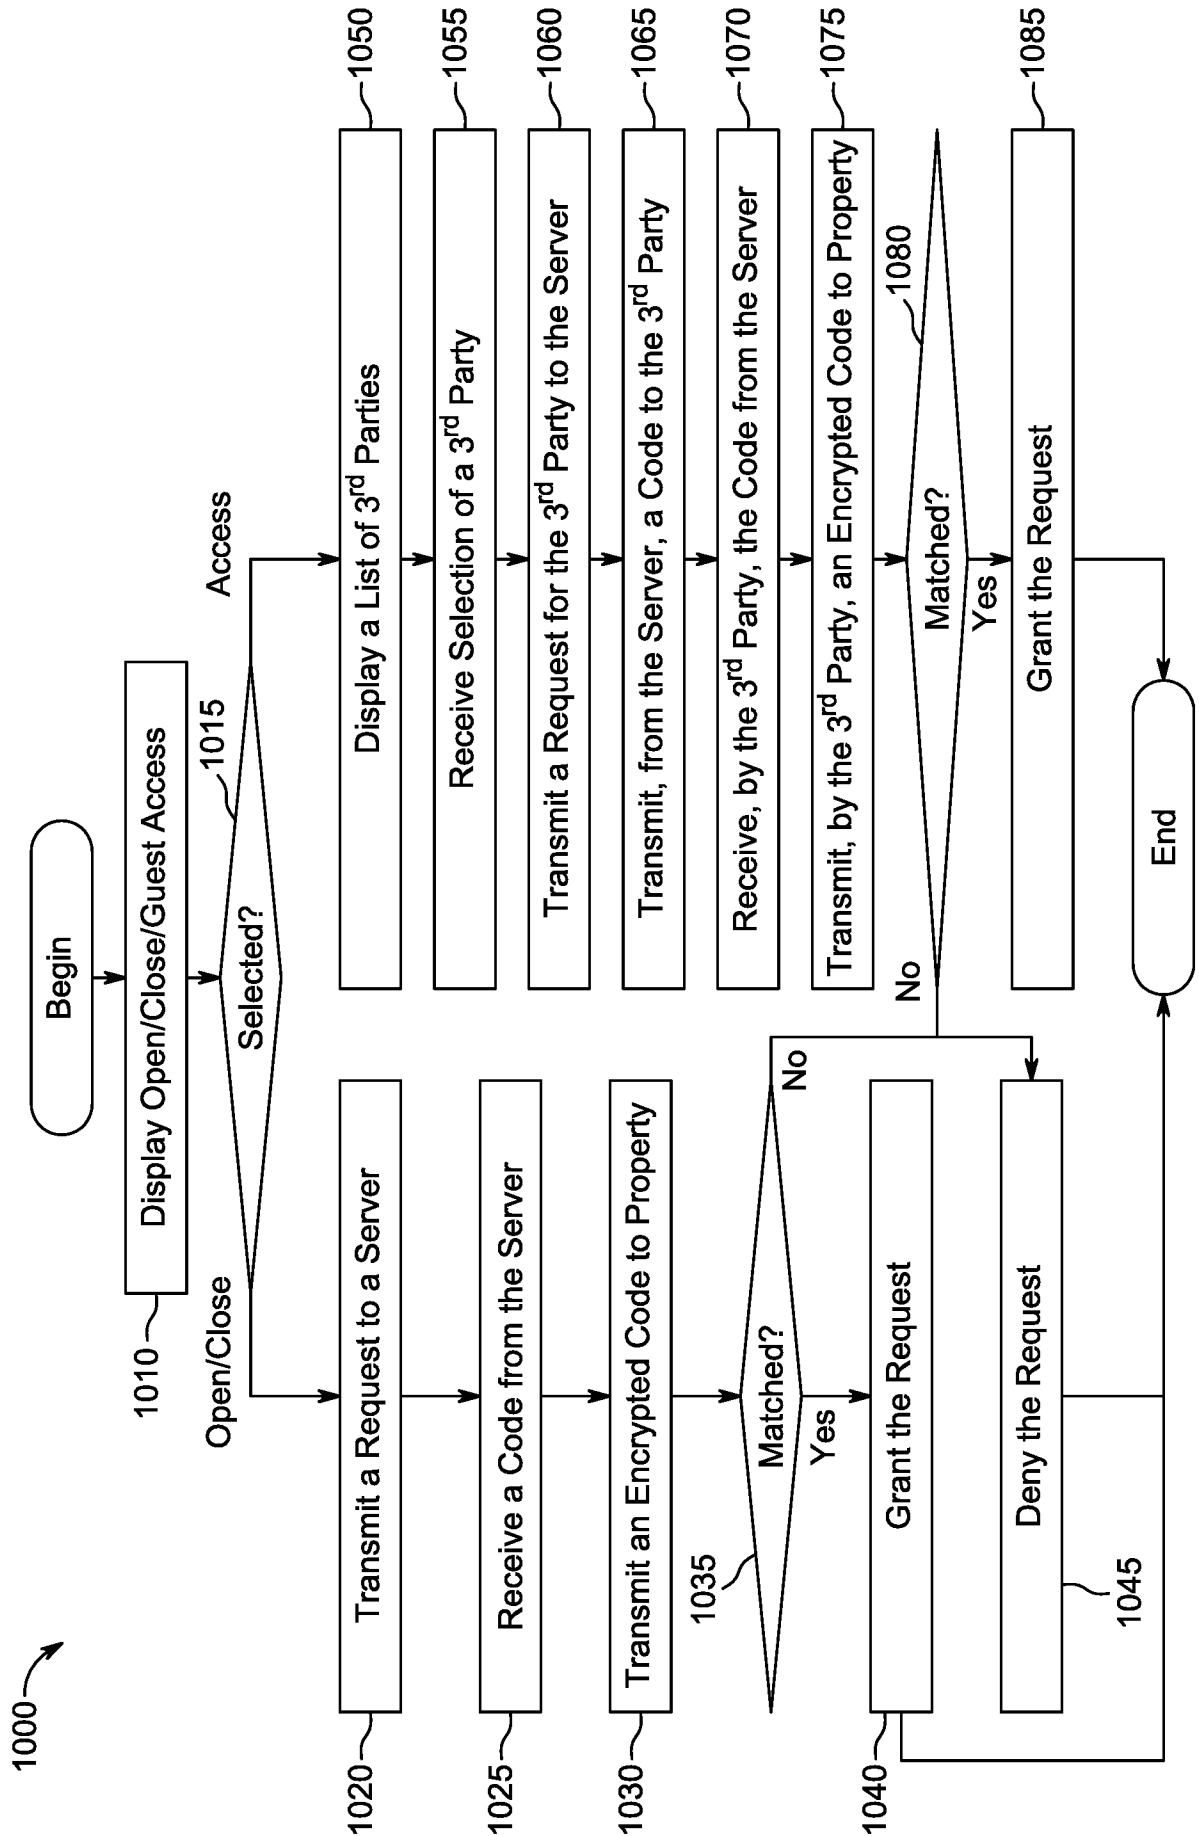 1000
Begin
Display Open/Close/Guest Access
1010
1015
Selected?
Open/Close
Access
Transmit a Request to a Server
1020
Receive a Code from the Server
1025
Transmit an Encrypted Code to Property
1030
1035
Matched?
No
Yes
Grant the Request
1040
Deny the Request
1045
Display a List of 3rd Parties
1050
Receive Selection of a 3rd Party
1055
Transmit a Request for the 3rd Party to the Server
1060
Transmit, from the Server, a Code to the 3rd Party
1065
Receive, by the 3rd Party, the Code from the Server
1070
Transmit, by the 3rd Party, an Encrypted Code to Property
1075
1080
Matched?
No
Yes
Grant the Request
1085
End